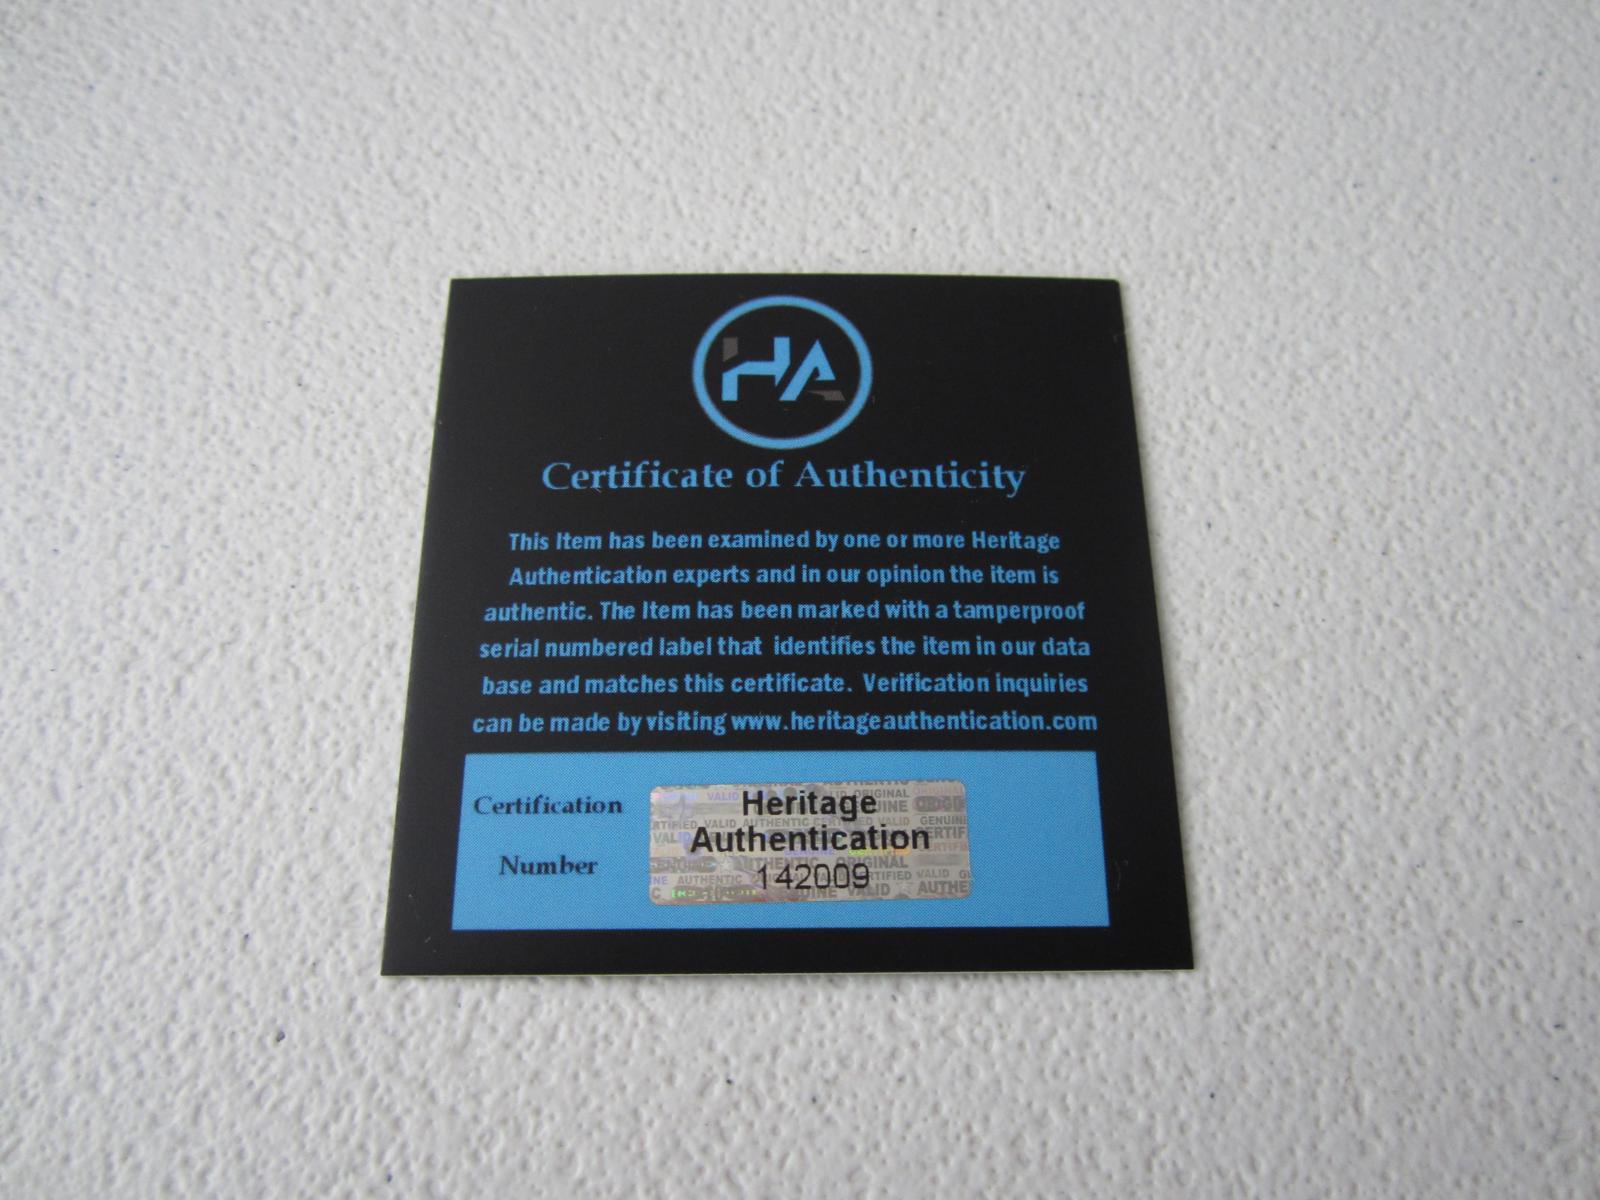 HA
Certificate of Authenticity
This Item has been examined by one or more Heritage
Authentication experts and in our opinion the item is
authentic. The Item has been marked with a tamperproof
serial numbered label that identifies the item in our data
base and matches this certificate. Verification inquiries
can be made by visiting www.heritageauthentication.com
Certification
Number
Heritage
Authentication
142009